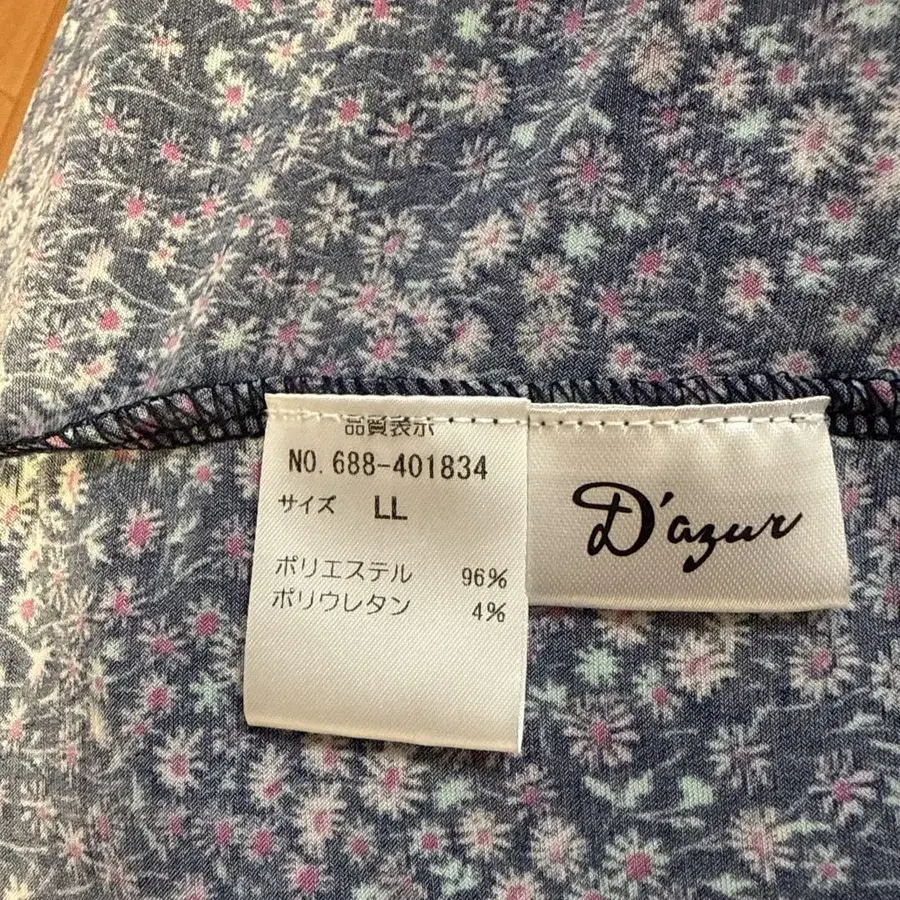 品質表示
NO. 688-401834
サイズ LL
ポリエステル 96%
ポリウレタン 4%
D'azur